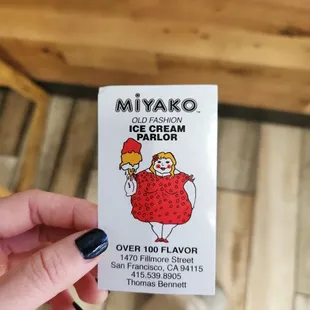 MiYAKO™
OLD FASHION
ICE CREAM
PARLOR
OVER 100 FLAVOR
1470 Fillmore Street
San Francisco, CA 94115
415.539.8905
Thomas Bennett